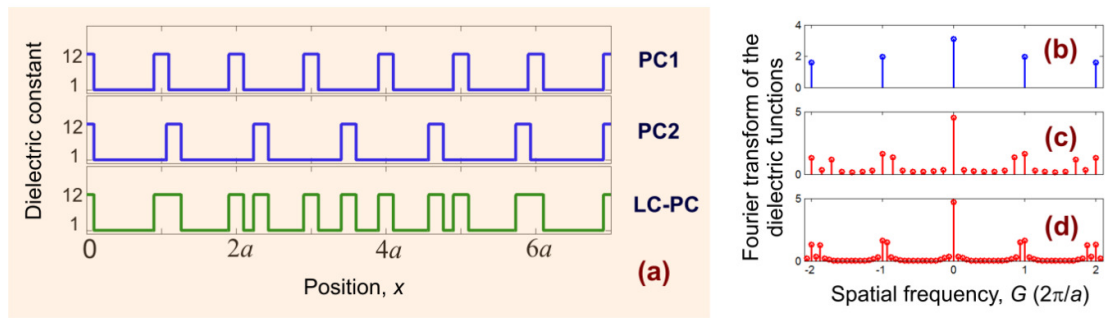 Dielectric constant
12
1
PC1
12
1
PC2
12
1
LC-PC
0
2a
4a
6a
Position, x
(a)
Fourier transform of the
dielectric functions
4
2
0
(b)
5
0
(c)
5
0
(d)
-2
-1
0
1
2
Spatial frequency, G (2π/a)